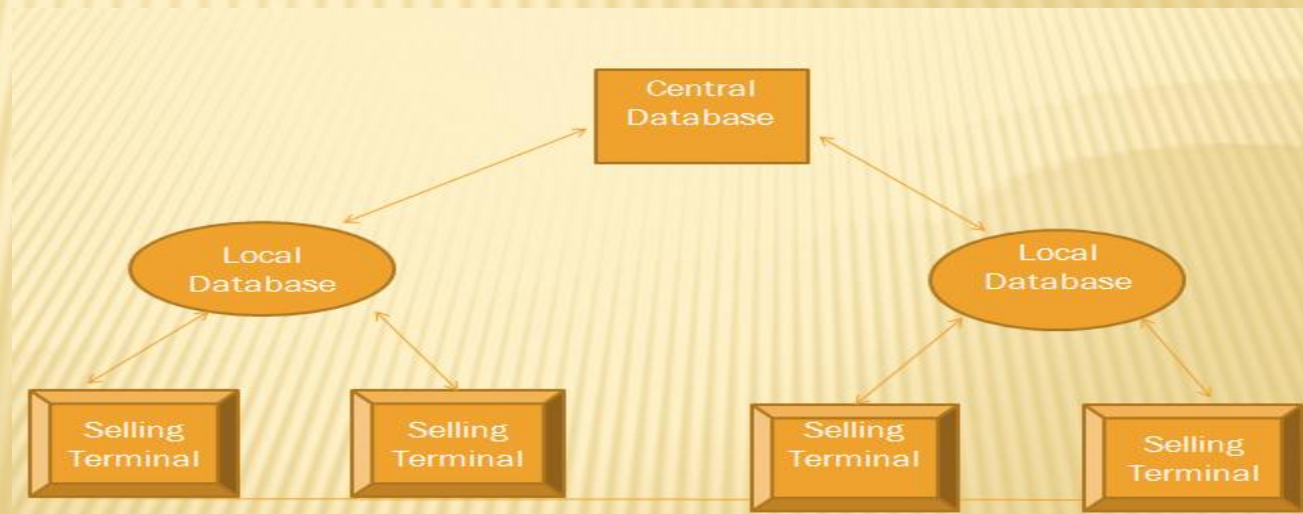 Central
Database
Local
Database
Local
Database
Selling
Terminal
Selling
Terminal
Selling
Terminal
Selling
Terminal